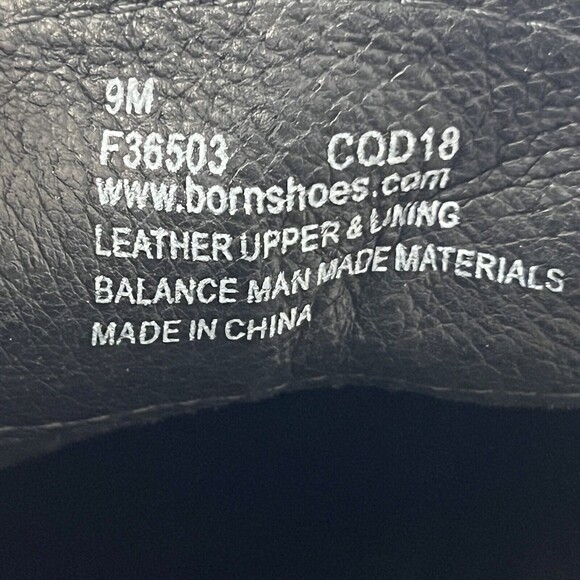 9M
F36503 CQD18
www.bornshoes.com
LEATHER UPPER & LINING
BALANCE MAN MADE MATERIALS
MADE IN CHINA